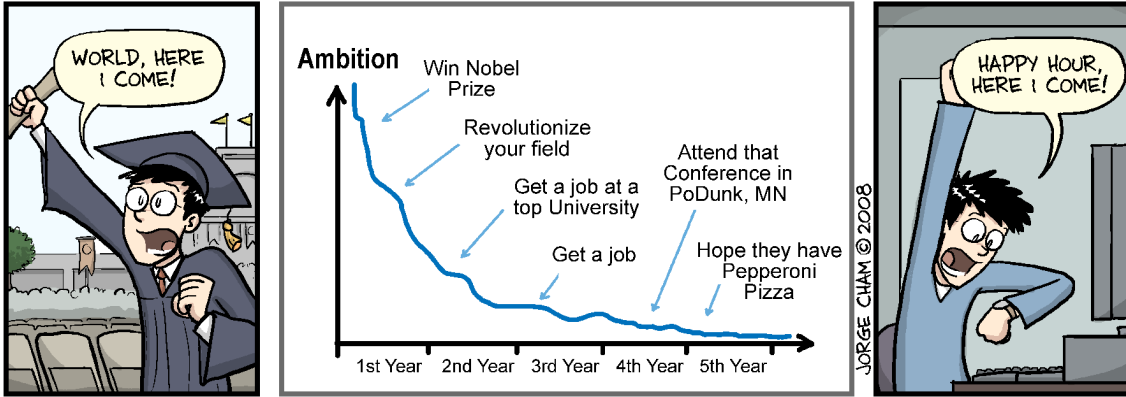 WORLD, HERE
I COME!
Ambition
Win Nobel
Prize
Revolutionize
your field
Get a job at a
top University
Get a job
Attend that
Conference in
PoDunk, MN
Hope they have
Pepperoni
Pizza
1st Year 2nd Year 3rd Year 4th Year 5th Year
JORGE CHAM © 2008
HAPPY HOUR,
HERE I COME!